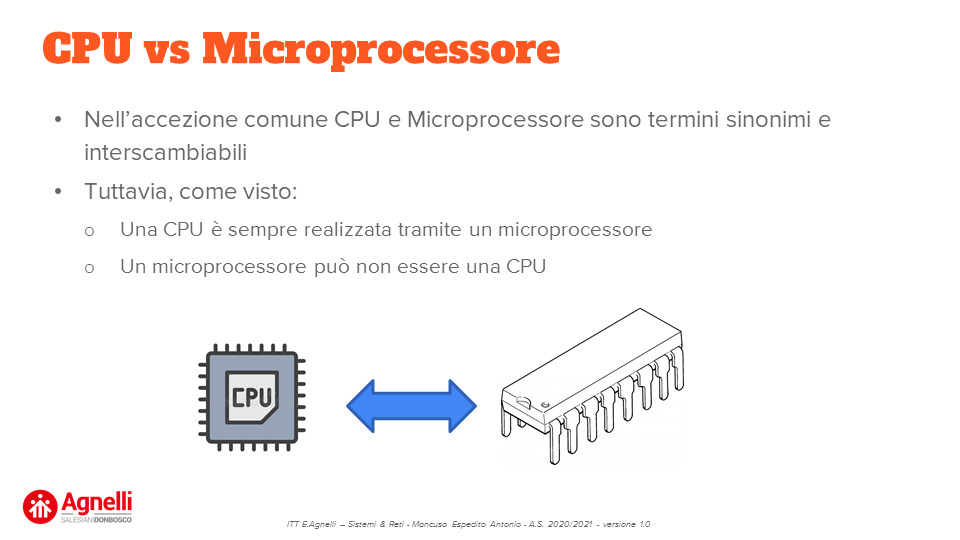 CPU vs Microprocessore
• Nell'accezione comune CPU e Microprocessore sono termini sinonimi e
interscambiabili
• Tuttavia, come visto:
o Una CPU è sempre realizzata tramite un microprocessore
o Un microprocessore può non essere una CPU
CPU
Agnelli
SALESIANI DONBOSCO
ITT E.Agnelli – Sistemi & Reti - Mancuso Espedito Antonio - A.S. 2020/2021 - versione 1.0